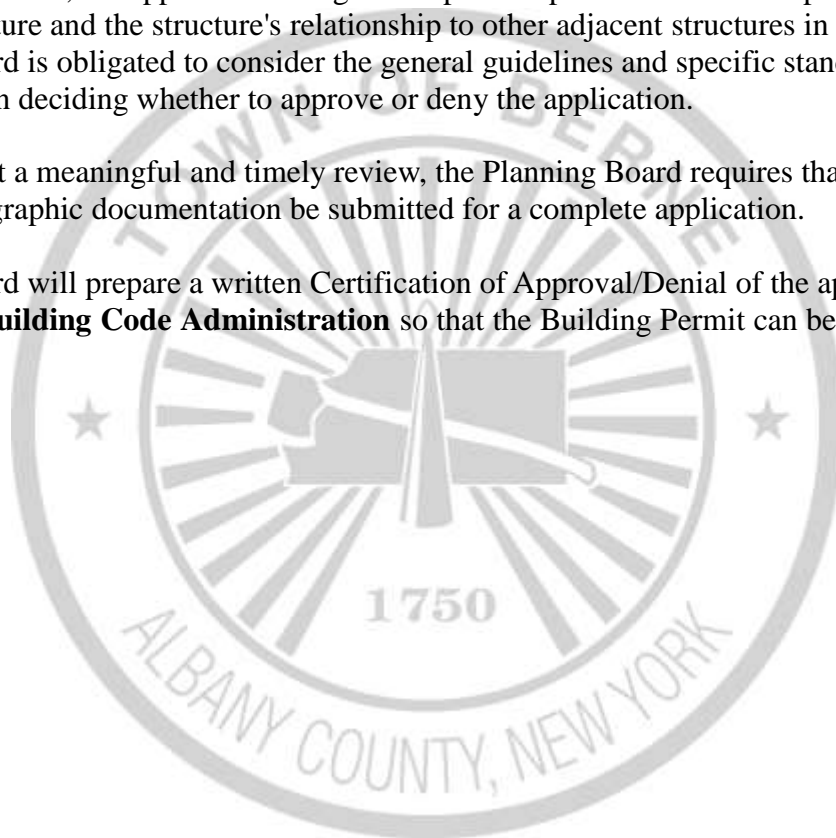 ture and the structure's relationship to other adjacent structures in
rd is obligated to consider the general guidelines and specific stan
n deciding whether to approve or deny the application.
t a meaningful and timely review, the Planning Board requires tha
graphic documentation be submitted for a complete application.
rd will prepare a written Certification of Approval/Denial of the ap
uilding Code Administration so that the Building Permit can be
TOWN OF BERNE
1750
ALBANY COUNTY, NEW YORK